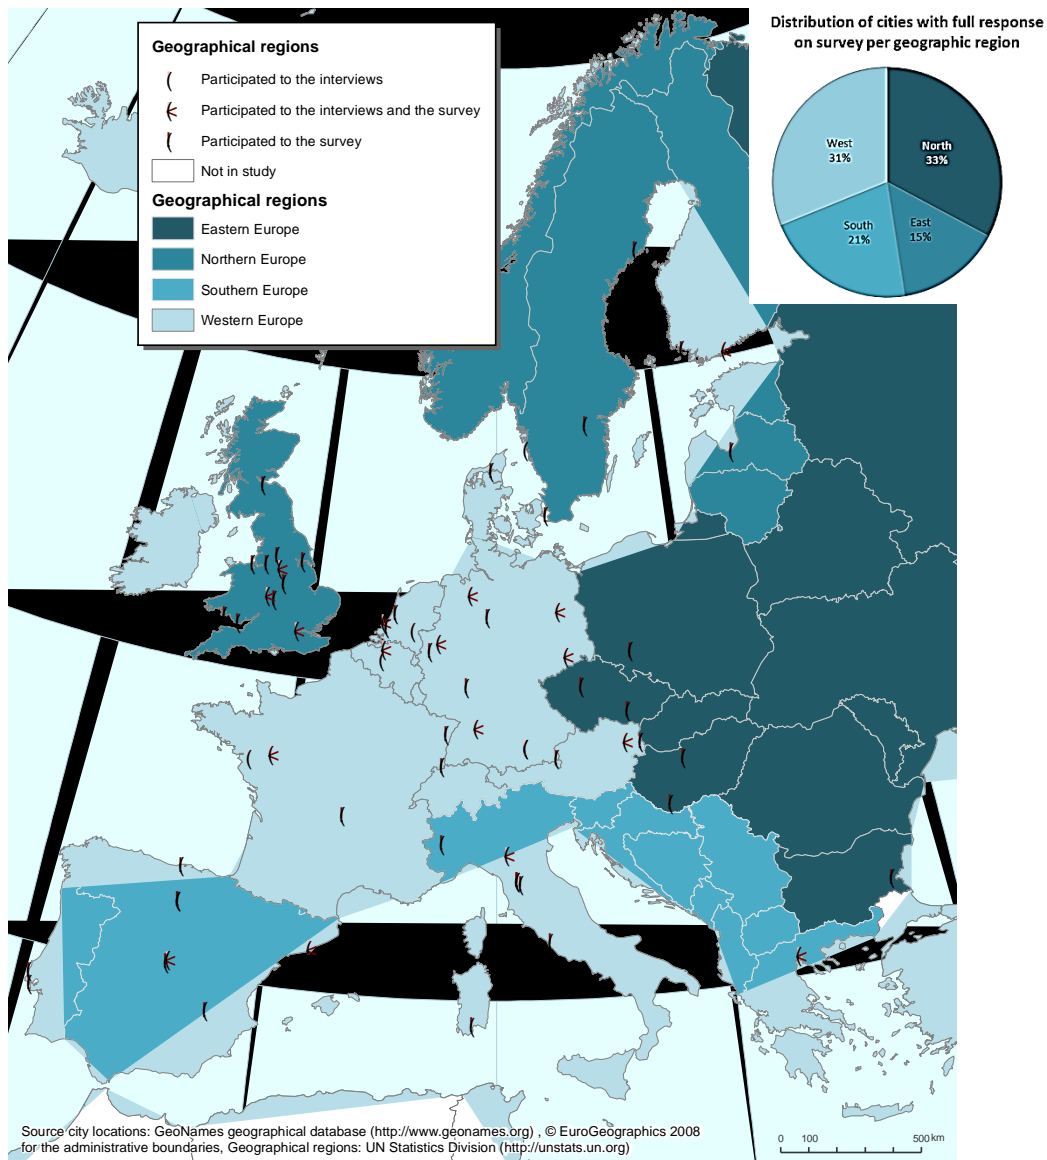 Distribution of cities with full response
on survey per geographic region
West
31%
North
33%
South
21%
East
15%
Geographical regions
Participated to the interviews
Participated to the interviews and the survey
Participated to the survey
Not in study
Geographical regions
Eastern Europe
Northern Europe
Southern Europe
Western Europe
Source city locations: GeoNames geographical database (http://www.geonames.org) , © EuroGeographics 2008
for the administrative boundaries, Geographical regions: UN Statistics Division (http://unstats.un.org)
0 100 500 km